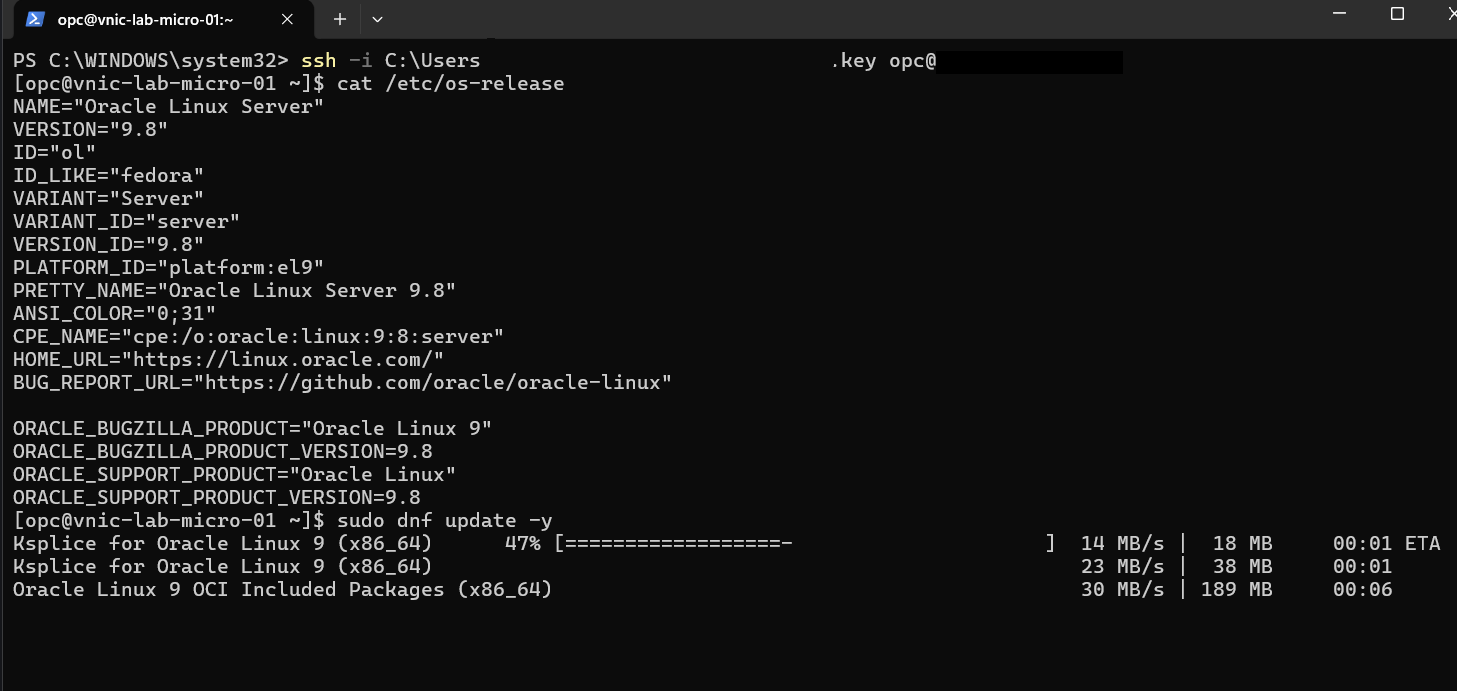 opc@vnic-lab-micro-01:~
PS C:\WINDOWS\system32> ssh -i C:\Users .key opc@
[opc@vnic-lab-micro-01 ~]$ cat /etc/os-release
NAME="Oracle Linux Server"
VERSION="9.8"
ID="ol"
ID_LIKE="fedora"
VARIANT="Server"
VARIANT_ID="server"
VERSION_ID="9.8"
PLATFORM_ID="platform:el9"
PRETTY_NAME="Oracle Linux Server 9.8"
ANSI_COLOR="0;31"
CPE_NAME="cpe:/o:oracle:linux:9:8:server"
HOME_URL="https://linux.oracle.com/"
BUG_REPORT_URL="https://github.com/oracle/oracle-linux"

ORACLE_BUGZILLA_PRODUCT="Oracle Linux 9"
ORACLE_BUGZILLA_PRODUCT_VERSION=9.8
ORACLE_SUPPORT_PRODUCT="Oracle Linux"
ORACLE_SUPPORT_PRODUCT_VERSION=9.8
[opc@vnic-lab-micro-01 ~]$ sudo dnf update -y
Ksplice for Oracle Linux 9 (x86_64)      47% [==================-                     ]  14 MB/s |  18 MB     00:01 ETA
Ksplice for Oracle Linux 9 (x86_64)                                                      23 MB/s |  38 MB     00:01
Oracle Linux 9 OCI Included Packages (x86_64)                                            30 MB/s | 189 MB     00:06